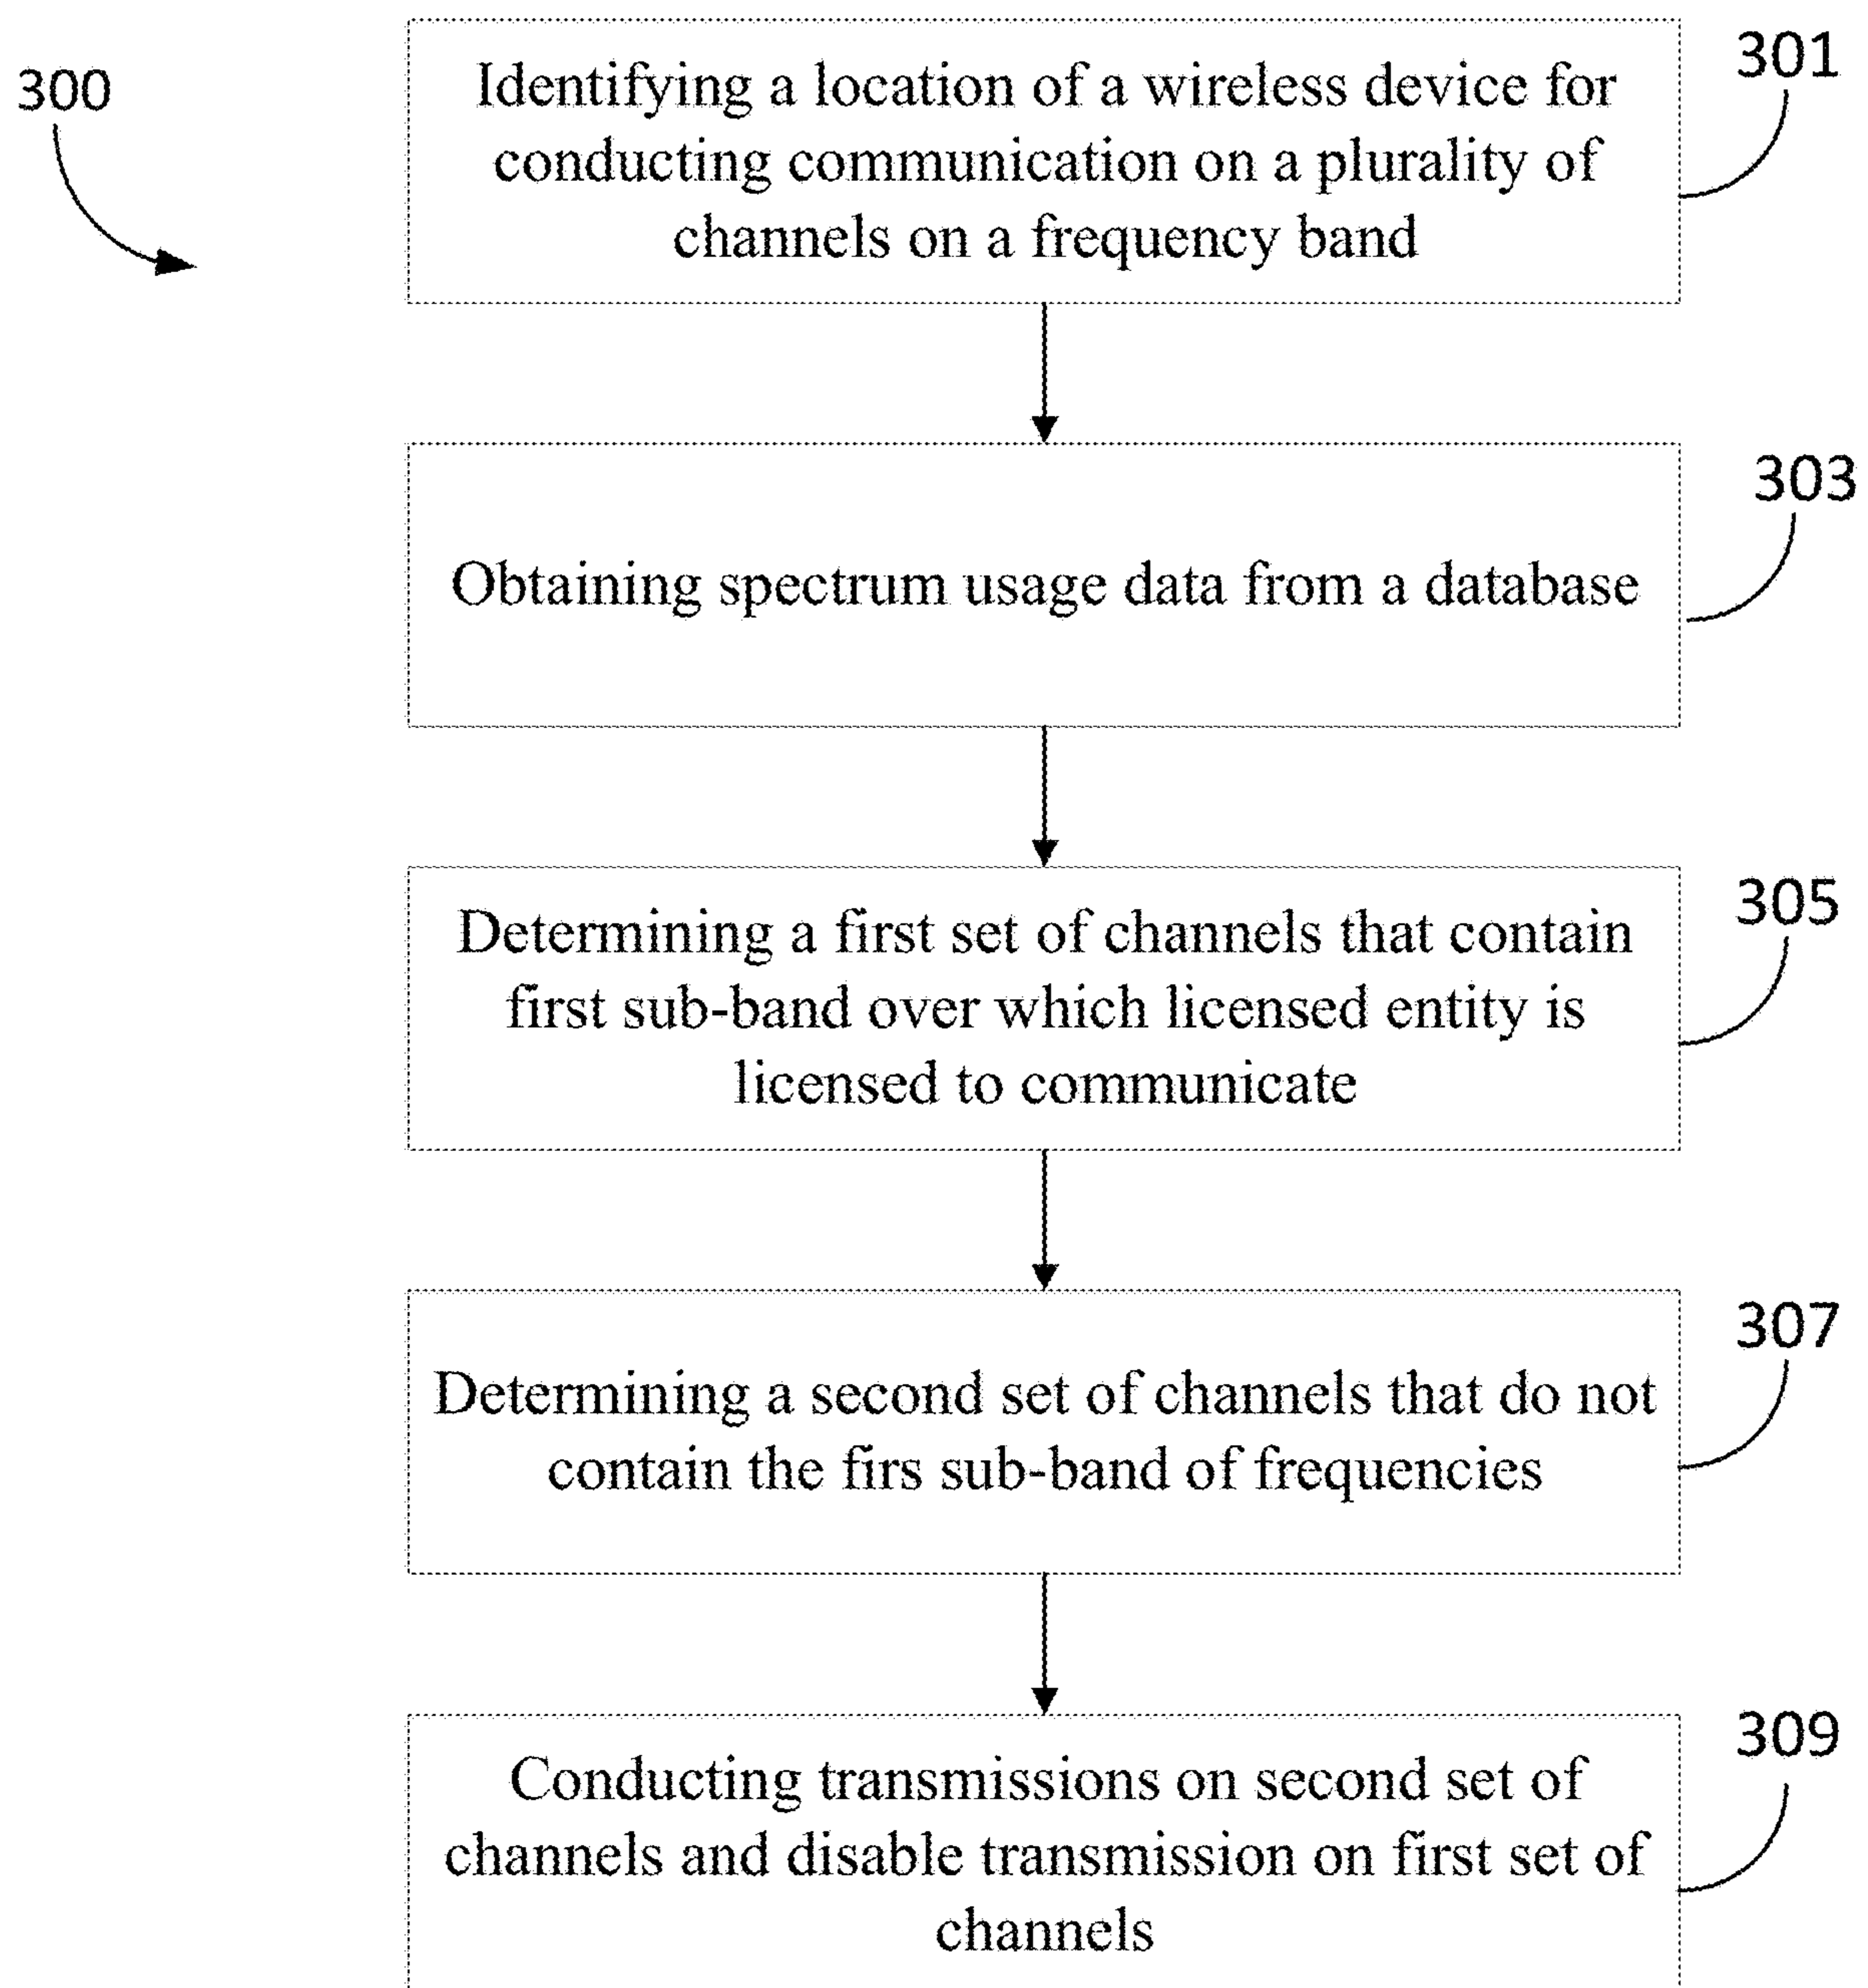 300
301
Identifying a location of a wireless device for
conducting communication on a plurality of
channels on a frequency band
303
Obtaining spectrum usage data from a database
305
Determining a first set of channels that contain
first sub-band over which licensed entity is
licensed to communicate
307
Determining a second set of channels that do not
contain the firs sub-band of frequencies
309
Conducting transmissions on second set of
channels and disable transmission on first set of
channels